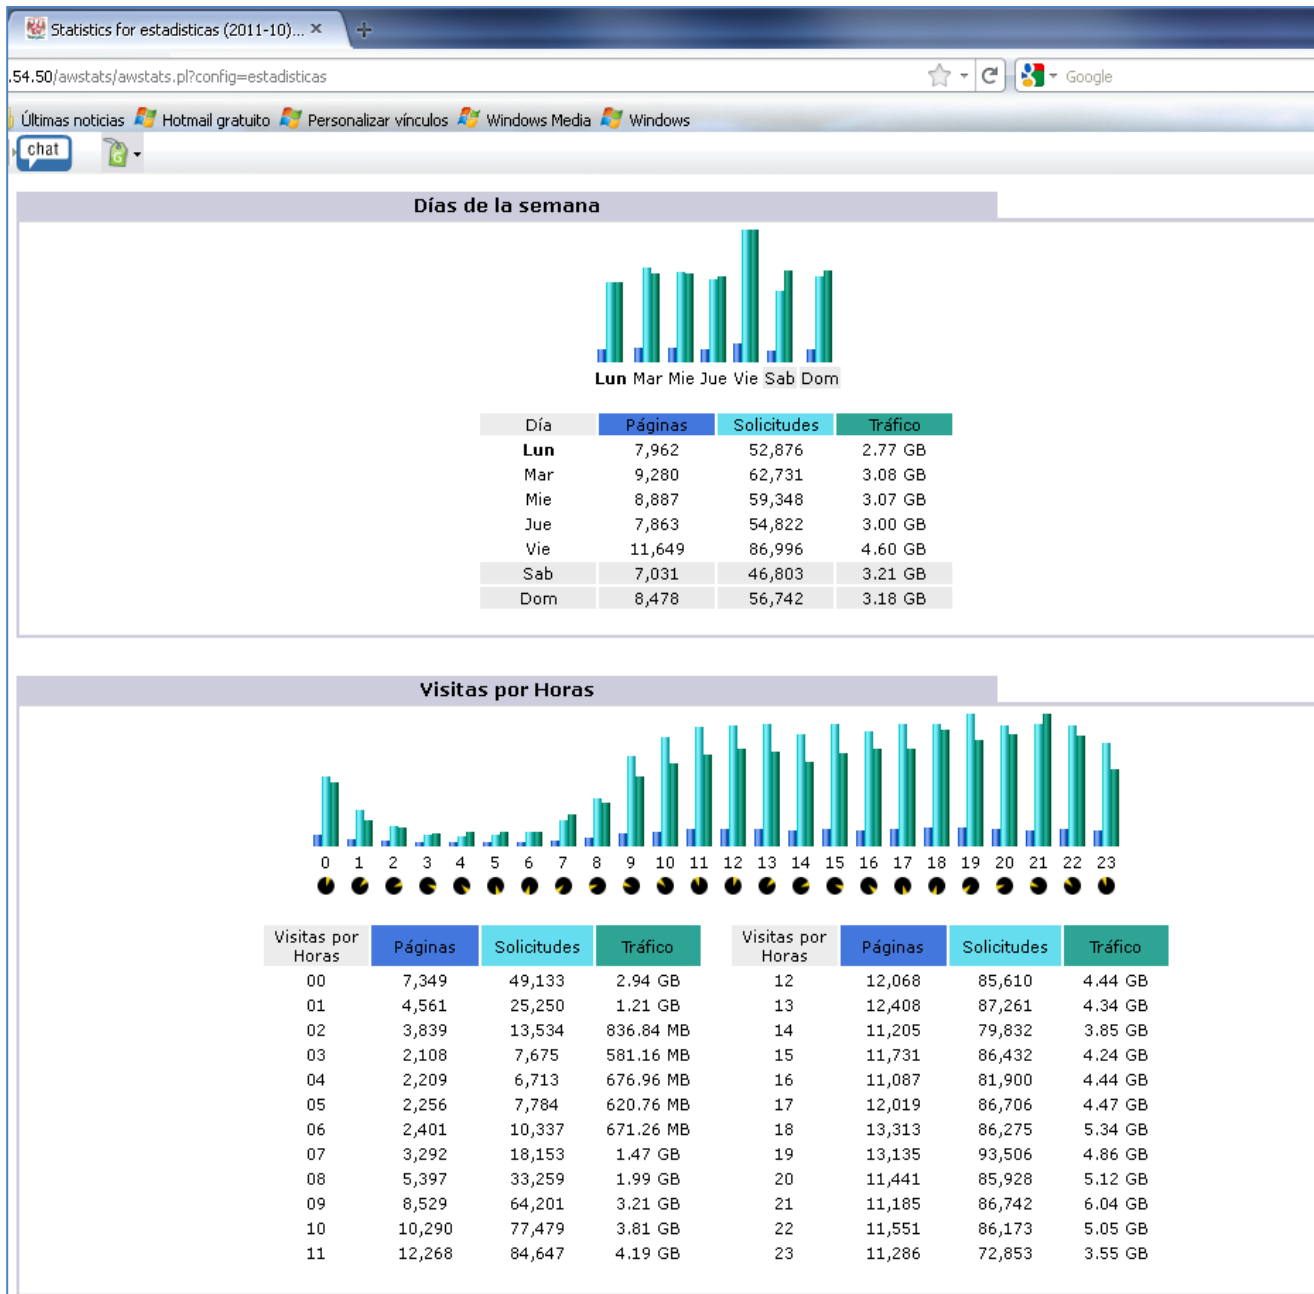 Statistics for estadisticas (2011-10)... × +
.54.50/awstats/awstats.pl?config=estadisticas Google
Últimas noticias Hotmail gratuito Personalizar vínculos Windows Media Windows
chat G
Días de la semana
Lun Mar Mie Jue Vie Sab Dom
Día Páginas Solicitudes Tráfico
Lun 7,962 52,876 2.77 GB
Mar 9,280 62,731 3.08 GB
Mie 8,887 59,348 3.07 GB
Jue 7,863 54,822 3.00 GB
Vie 11,649 86,996 4.60 GB
Sab 7,031 46,803 3.21 GB
Dom 8,478 56,742 3.18 GB
Visitas por Horas
0 1 2 3 4 5 6 7 8 9 10 11 12 13 14 15 16 17 18 19 20 21 22 23
Visitas por Horas Páginas Solicitudes Tráfico Visitas por Horas Páginas Solicitudes Tráfico
00 7,349 49,133 2.94 GB 12 12,068 85,610 4.44 GB
01 4,561 25,250 1.21 GB 13 12,408 87,261 4.34 GB
02 3,839 13,534 836.84 MB 14 11,205 79,832 3.85 GB
03 2,108 7,675 581.16 MB 15 11,731 86,432 4.24 GB
04 2,209 6,713 676.96 MB 16 11,087 81,900 4.44 GB
05 2,256 7,784 620.76 MB 17 12,019 86,706 4.47 GB
06 2,401 10,337 671.26 MB 18 13,313 86,275 5.34 GB
07 3,292 18,153 1.47 GB 19 13,135 93,506 4.86 GB
08 5,397 33,259 1.99 GB 20 11,441 85,928 5.12 GB
09 8,529 64,201 3.21 GB 21 11,185 86,742 6.04 GB
10 10,290 77,479 3.81 GB 22 11,551 86,173 5.05 GB
11 12,268 84,647 4.19 GB 23 11,286 72,853 3.55 GB